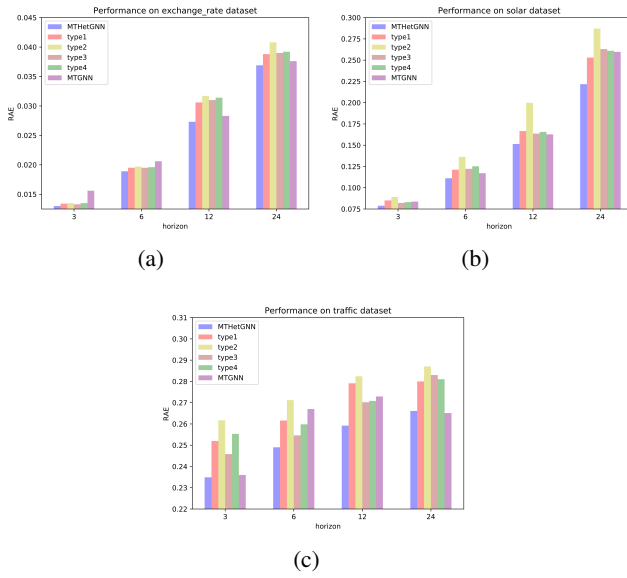 Performance on exchange_rate dataset
0.045
0.040
0.035
0.030
0.025
0.020
0.015
RAE
MTHetGNN
type1
type2
type3
type4
MTGNN
3 6 12 24
horizon
(a)
Performance on solar dataset
0.300
0.275
0.250
0.225
0.200
0.175
0.150
0.125
0.100
0.075
RAE
MTHetGNN
type1
type2
type3
type4
MTGNN
3 6 12 24
horizon
(b)
Performance on traffic dataset
0.31
0.30
0.29
0.28
0.27
0.26
0.25
0.24
0.23
0.22
RAE
MTHetGNN
type1
type2
type3
type4
MTGNN
3 6 12 24
horizon
(c)